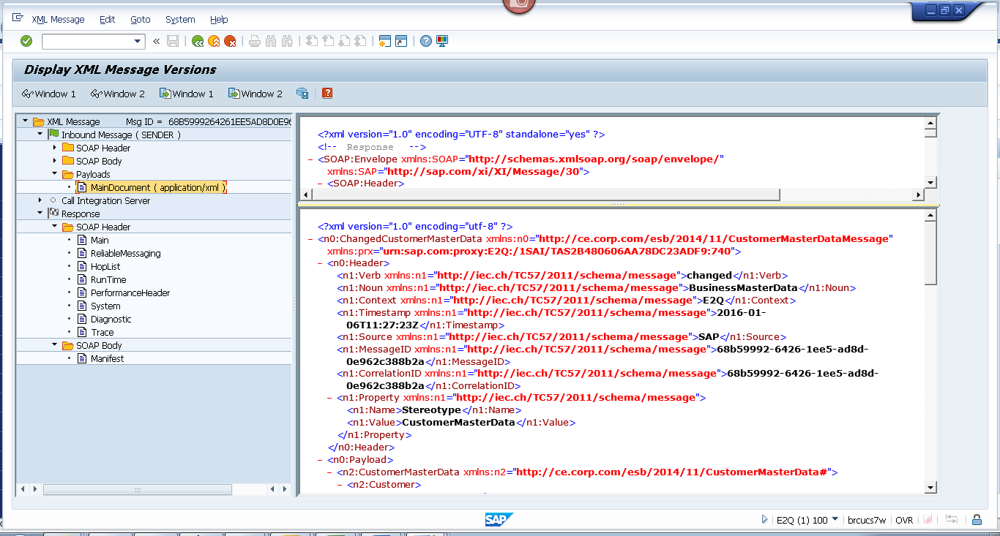 XML Message Edit Goto System Help
Display XML Message Versions
Window 1 Window 2 Window 1 Window 2
XML Message Msg ID = 68B5999264261EE5AD8D0E96
Inbound Message ( SENDER )
SOAP Header
SOAP Body
Payloads
MainDocument ( application/xml )
Call Integration Server
Response
SOAP Header
Main
ReliableMessaging
HopList
RunTime
PerformanceHeader
System
Diagnostic
Trace
SOAP Body
Manifest
<?xml version="1.0" encoding="UTF-8" standalone="yes" ?>
<!-- Response -->
- <SOAP:Envelope xmlns:SOAP="http://schemas.xmlsoap.org/soap/envelope/"
xmlns:SAP="http://sap.com/xi/XI/Message/30">
- <SOAP:Header>
<?xml version="1.0" encoding="utf-8" ?>
- <n0:ChangedCustomerMasterData xmlns:n0="http://ce.corp.com/esb/2014/11/CustomerMasterDataMessage"
xmlns:prx="urn:sap.com:proxy:E2Q:/1SAI/TAS2B480606AA78DC23ADF9:740">
- <n0:Header>
<n1:Verb xmlns:n1="http://iec.ch/TC57/2011/schema/message">changed</n1:Verb>
<n1:Noun xmlns:n1="http://iec.ch/TC57/2011/schema/message">BusinessMasterData</n1:Noun>
<n1:Context xmlns:n1="http://iec.ch/TC57/2011/schema/message">E2Q</n1:Context>
<n1:Timestamp xmlns:n1="http://iec.ch/TC57/2011/schema/message">2016-01-
06T11:27:23Z</n1:Timestamp>
<n1:Source xmlns:n1="http://iec.ch/TC57/2011/schema/message">SAP</n1:Source>
<n1:MessageID xmlns:n1="http://iec.ch/TC57/2011/schema/message">68b59992-6426-1ee5-ad8d-
0e962c388b2a</n1:MessageID>
<n1:CorrelationID xmlns:n1="http://iec.ch/TC57/2011/schema/message">68b59992-6426-1ee5-ad8d-
0e962c388b2a</n1:CorrelationID>
- <n1:Property xmlns:n1="http://iec.ch/TC57/2011/schema/message">
<n1:Name>Stereotype</n1:Name>
<n1:Value>CustomerMasterData</n1:Value>
</n1:Property>
</n0:Header>
- <n0:Payload>
- <n2:CustomerMasterData xmlns:n2="http://ce.corp.com/esb/2014/11/CustomerMasterData#">
- <n2:Customer>
SAP
E2Q (1) 100 brcucs7w OVR